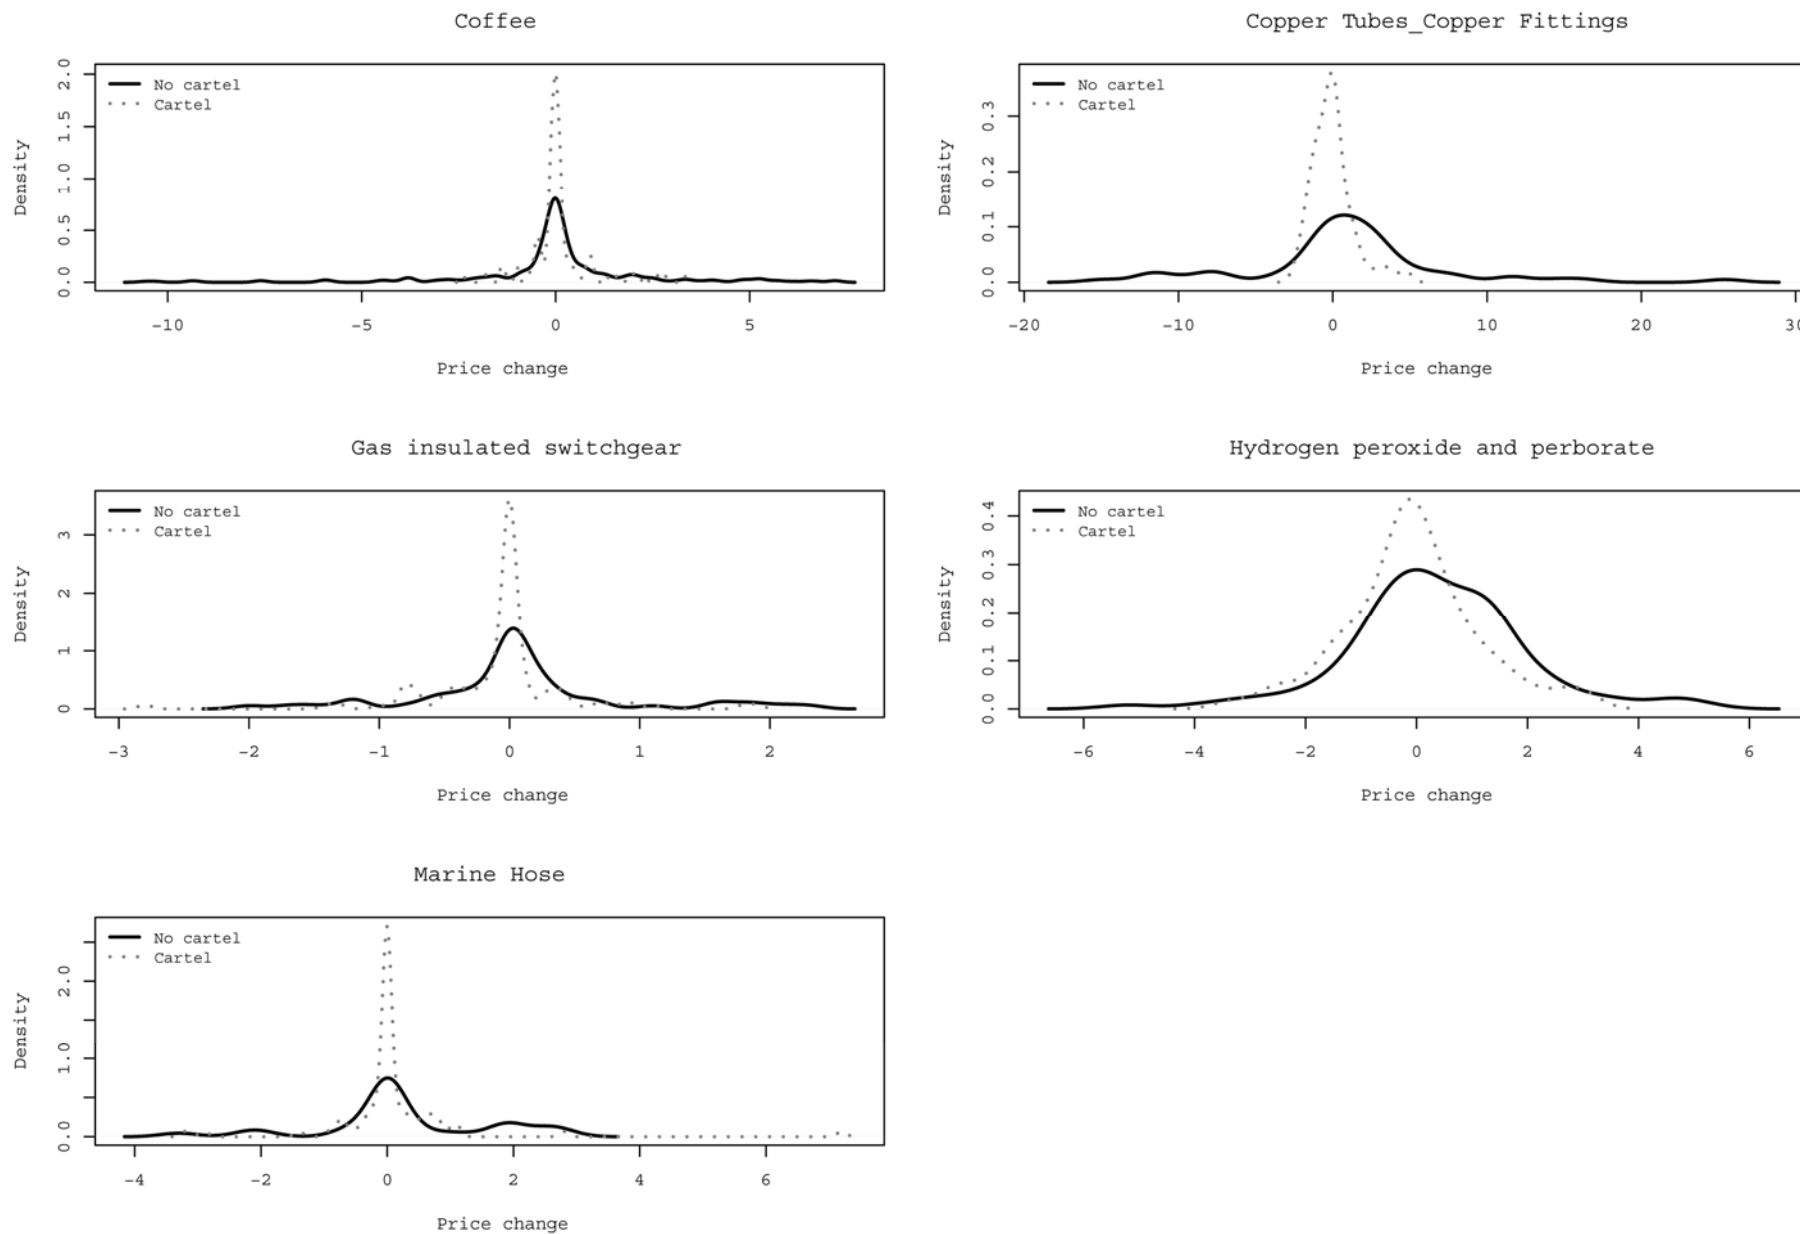 Coffee
No cartel
Cartel
Density
0.0 0.5 1.0 1.5 2.0
-10 -5 0 5
Price change
Copper Tubes_Copper Fittings
No cartel
Cartel
Density
0.0 0.1 0.2 0.3
-20 -10 0 10 20 30
Price change
Gas insulated switchgear
No cartel
Cartel
Density
0 1 2 3
-3 -2 -1 0 1 2
Price change
Hydrogen peroxide and perborate
No cartel
Cartel
Density
0.0 0.1 0.2 0.3 0.4
-6 -4 -2 0 2 4 6
Price change
Marine Hose
No cartel
Cartel
Density
0.0 1.0 2.0
-4 -2 0 2 4 6
Price change